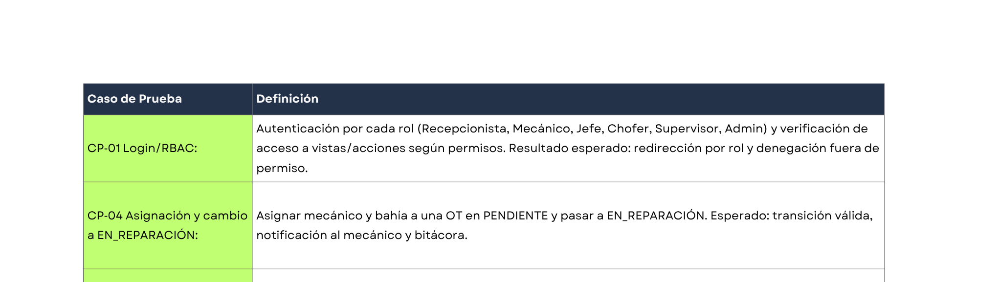 Caso de Prueba
Definición
CP-01 Login/RBAC:
Autenticación por cada rol (Recepcionista, Mecánico, Jefe, Chofer, Supervisor, Admin) y verificación de
acceso a vistas/acciones según permisos. Resultado esperado: redirección por rol y denegación fuera de
permiso.
CP-04 Asignación y cambio
a EN_REPARACIÓN:
Asignar mecánico y bahía a una OT en PENDIENTE y pasar a EN_REPARACIÓN. Esperado: transición válida,
notificación al mecánico y bitácora.